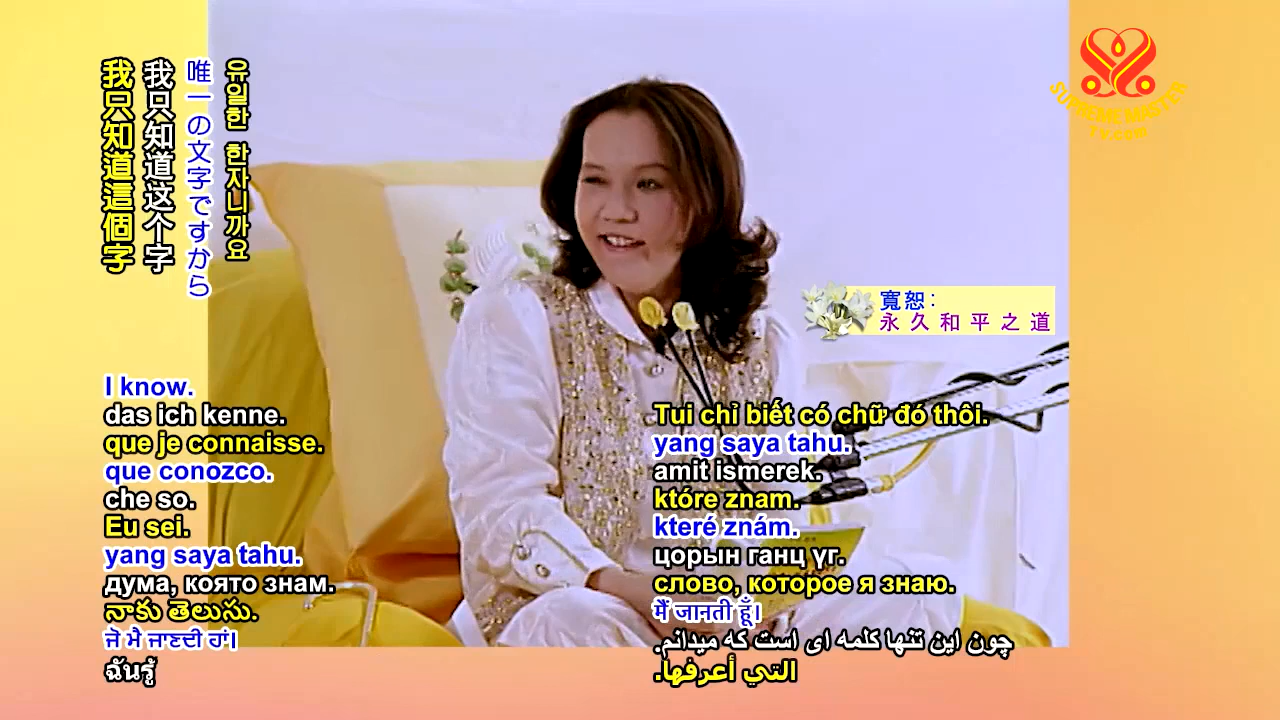 我只知道這個字
我只知道这个字
唯一の文字ですから
유일한 한자니까요
SUPREME MASTER
TV.COM
寬恕：
永久和平之道
I know.
das ich kenne.
que je connaisse.
que conozco.
che so.
Eu sei.
yang saya tahu.
дума, която знам.
నాకు తెలుసు.
ਜੋ ਮੈ ਜਾਣਦੀ ਹਾਂ।
ฉันรู้
Tui chỉ biết có chữ đó thôi.
yang saya tahu.
amit ismerek.
które znam.
které znám.
цорын ганц үг.
слово, которое я знаю.
मैं जानती हूँ।
چون این تنها کلمه ای است که میدانم.
التي أعرفها.